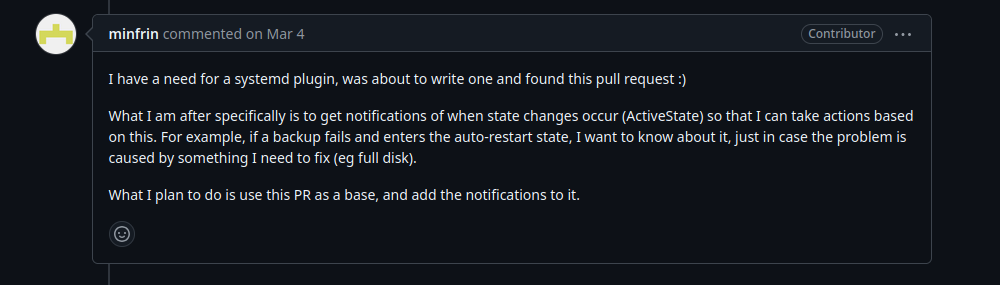 minfrin commented on Mar 4
Contributor
I have a need for a systemd plugin, was about to write one and found this pull request :)
What I am after specifically is to get notifications of when state changes occur (ActiveState) so that I can take actions based
on this. For example, if a backup fails and enters the auto-restart state, I want to know about it, just in case the problem is
caused by something I need to fix (eg full disk).
What I plan to do is use this PR as a base, and add the notifications to it.